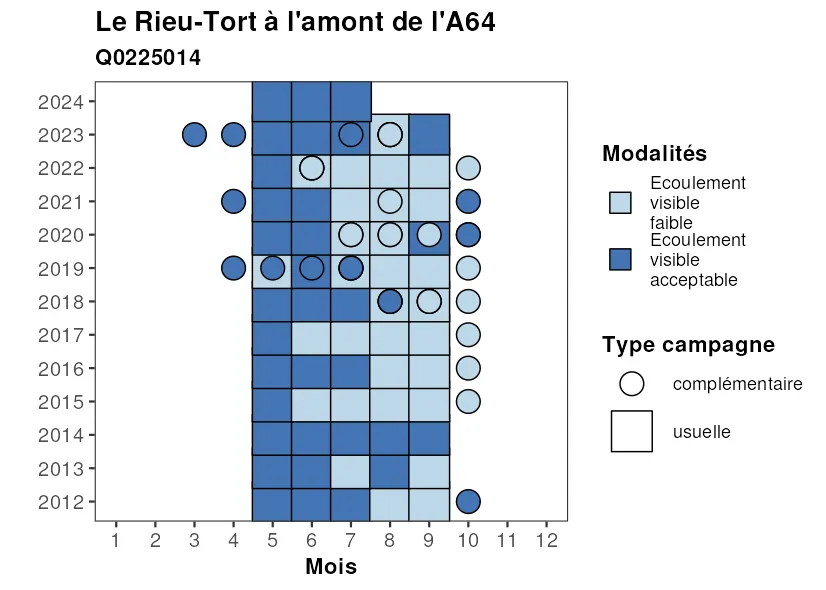 Le Rieu-Tort à l'amont de l'A64
Q0225014
2024
2023
2022
2021
2020
2019
2018
2017
2016
2015
2014
2013
2012
1 2 3 4 5 6 7 8 9 10 11 12
Mois
Modalités
Ecoulement
visible
faible
Ecoulement
visible
acceptable
Type campagne
complémentaire
usuelle